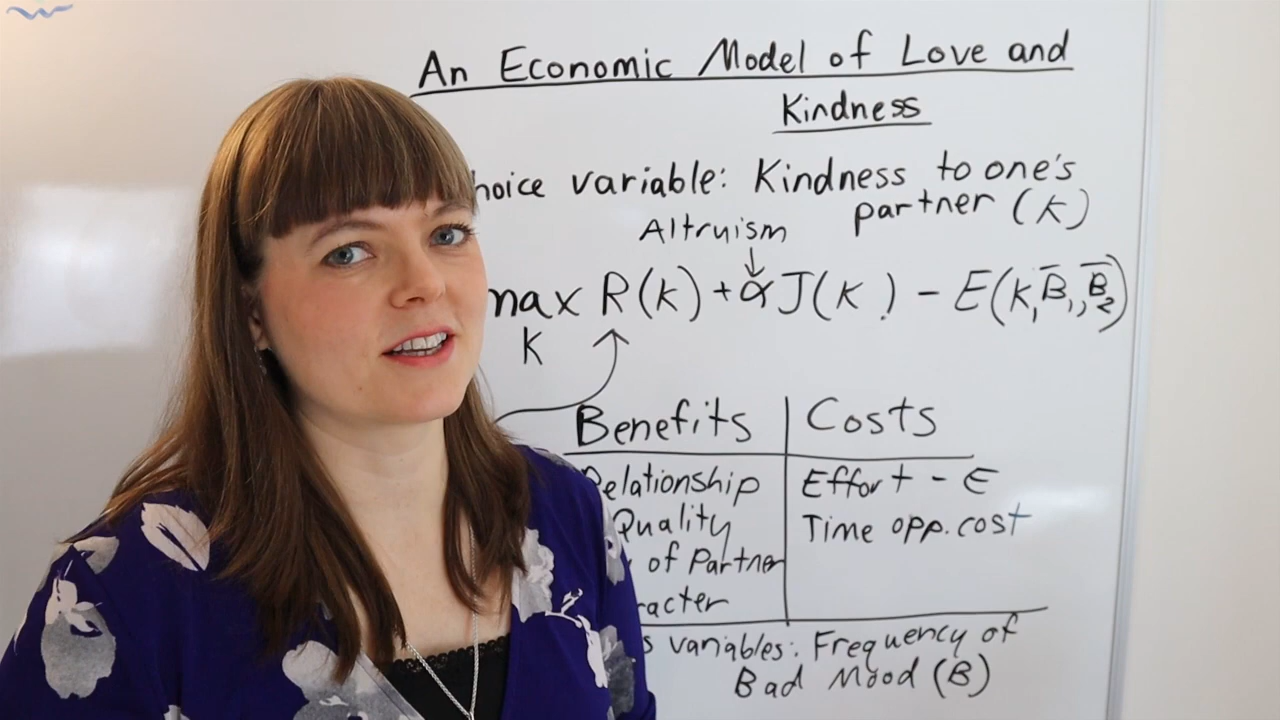 An Economic Model of Love and
Kindness
hoice variable: Kindness to one's
partner (K)
Altruism
max R(K) + α J(K) - E(K, B̄₁, B̄₂)
K
Benefits | Costs
Relationship | Effort - E
Quality | Time opp. cost
of Partner
racter
s variables: Frequency of
Bad Mood (B)